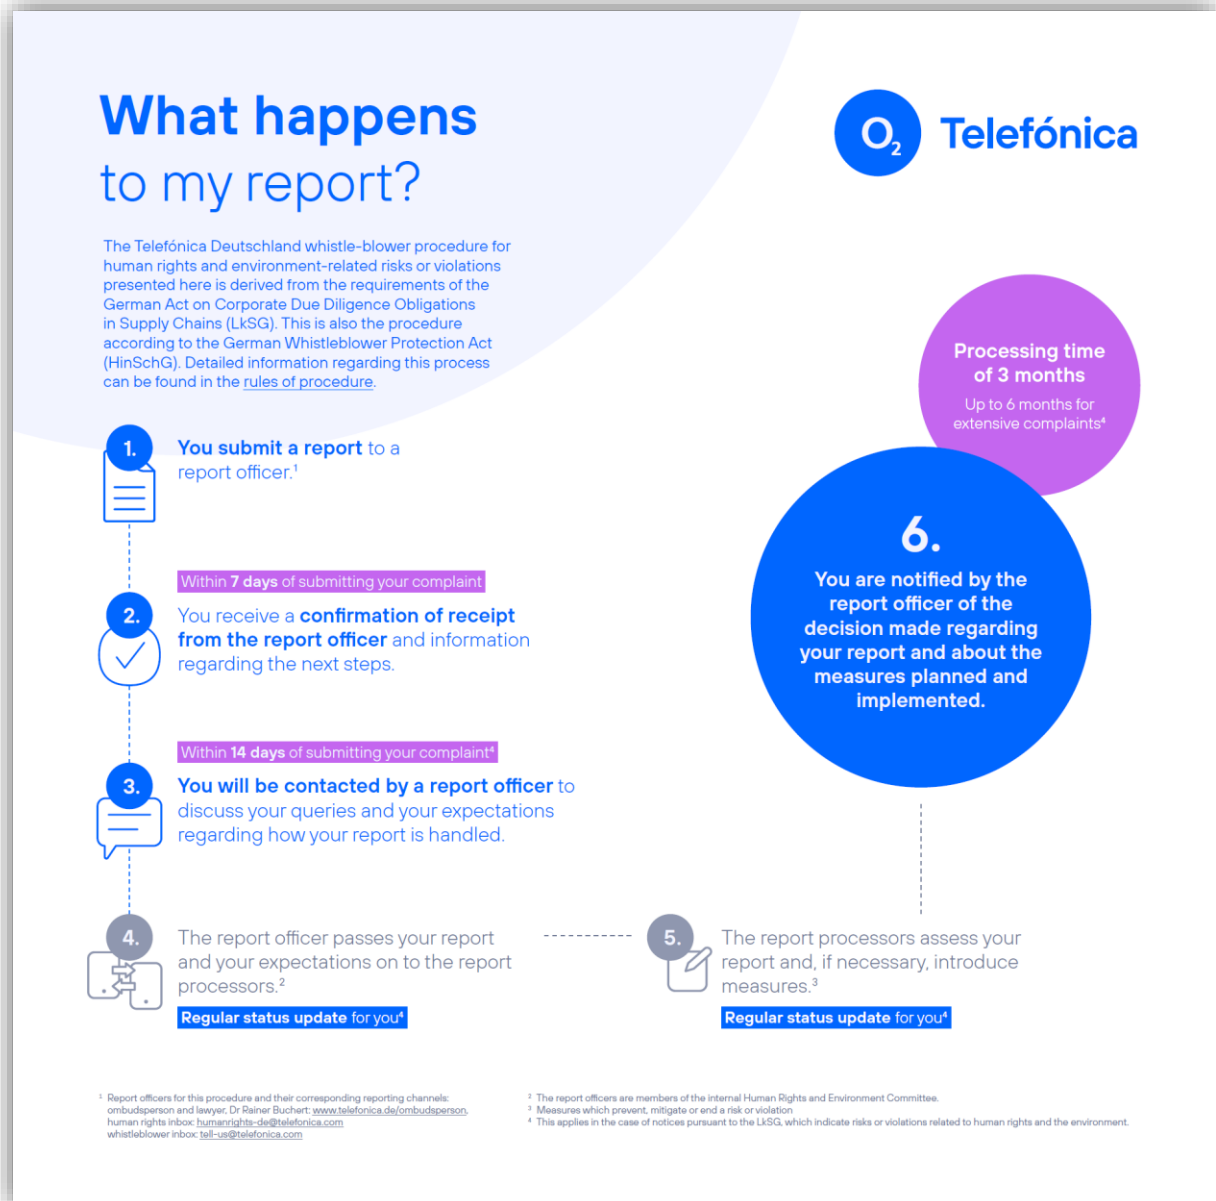 What happens
to my report?
O2 Telefónica
The Telefónica Deutschland whistle-blower procedure for
human rights and environment-related risks or violations
presented here is derived from the requirements of the
German Act on Corporate Due Diligence Obligations
in Supply Chains (LkSG). This is also the procedure
according to the German Whistleblower Protection Act
(HinSchG). Detailed information regarding this process
can be found in the rules of procedure.
1.
You submit a report to a
report officer.¹
Within 7 days of submitting your complaint
2.
You receive a confirmation of receipt
from the report officer and information
regarding the next steps.
Within 14 days of submitting your complaint⁴
3.
You will be contacted by a report officer to
discuss your queries and your expectations
regarding how your report is handled.
4.
The report officer passes your report
and your expectations on to the report
processors.²
Regular status update for you⁴
5.
The report processors assess your
report and, if necessary, introduce
measures.³
Regular status update for you⁴
6.
You are notified by the
report officer of the
decision made regarding
your report and about the
measures planned and
implemented.
Processing time
of 3 months
Up to 6 months for
extensive complaints⁴
¹ Report officers for this procedure and their corresponding reporting channels:
ombudsperson and lawyer, Dr Rainer Buchert: www.telefonica.de/ombudsperson,
human rights inbox: humanrights-de@telefonica.com
whistleblower inbox: tell-us@telefonica.com
² The report officers are members of the internal Human Rights and Environment Committee.
³ Measures which prevent, mitigate or end a risk or violation
⁴ This applies in the case of notices pursuant to the LkSG, which indicate risks or violations related to human rights and the environment.